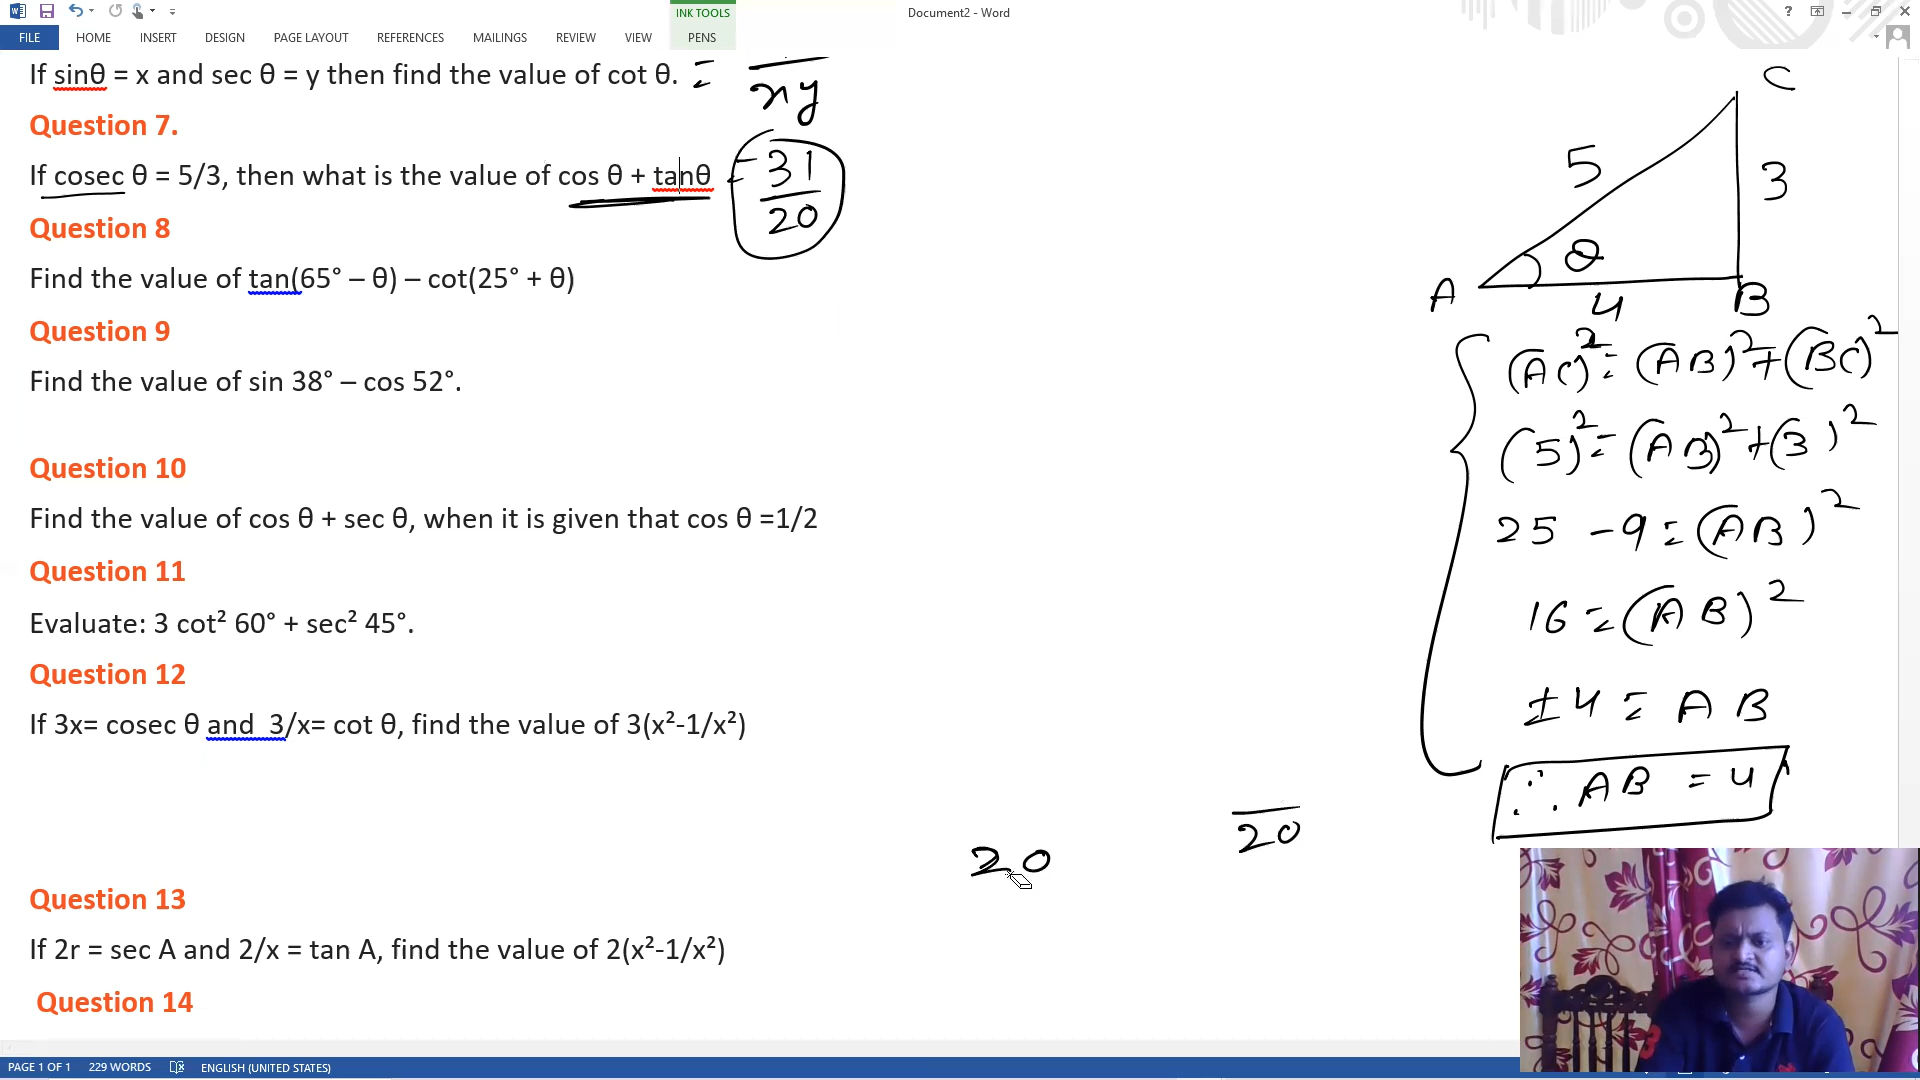 INK TOOLS
Document2 - Word
?
FILE HOME INSERT DESIGN PAGE LAYOUT REFERENCES MAILINGS REVIEW VIEW PENS
If sinθ = x and sec θ = y then find the value of cot θ. =
xy
Question 7.
If cosec θ = 5/3, then what is the value of cos θ + tanθ = 31/20
Question 8
Find the value of tan(65° – θ) – cot(25° + θ)
Question 9
Find the value of sin 38° – cos 52°.
Question 10
Find the value of cos θ + sec θ, when it is given that cos θ =1/2
Question 11
Evaluate: 3 cot² 60° + sec² 45°.
Question 12
If 3x= cosec θ and  3/x= cot θ, find the value of 3(x²-1/x²)
Question 13
If 2r = sec A and 2/x = tan A, find the value of 2(x²-1/x²)
Question 14
C
5
3
θ
A
4
B
(AC)² = (AB)² + (BC)²
(5)² = (AB)² + (3)²
25 - 9 = (AB)²
16 = (AB)²
±4 = AB
∴ AB = 4
20
20
PAGE 1 OF 1 229 WORDS ENGLISH (UNITED STATES)